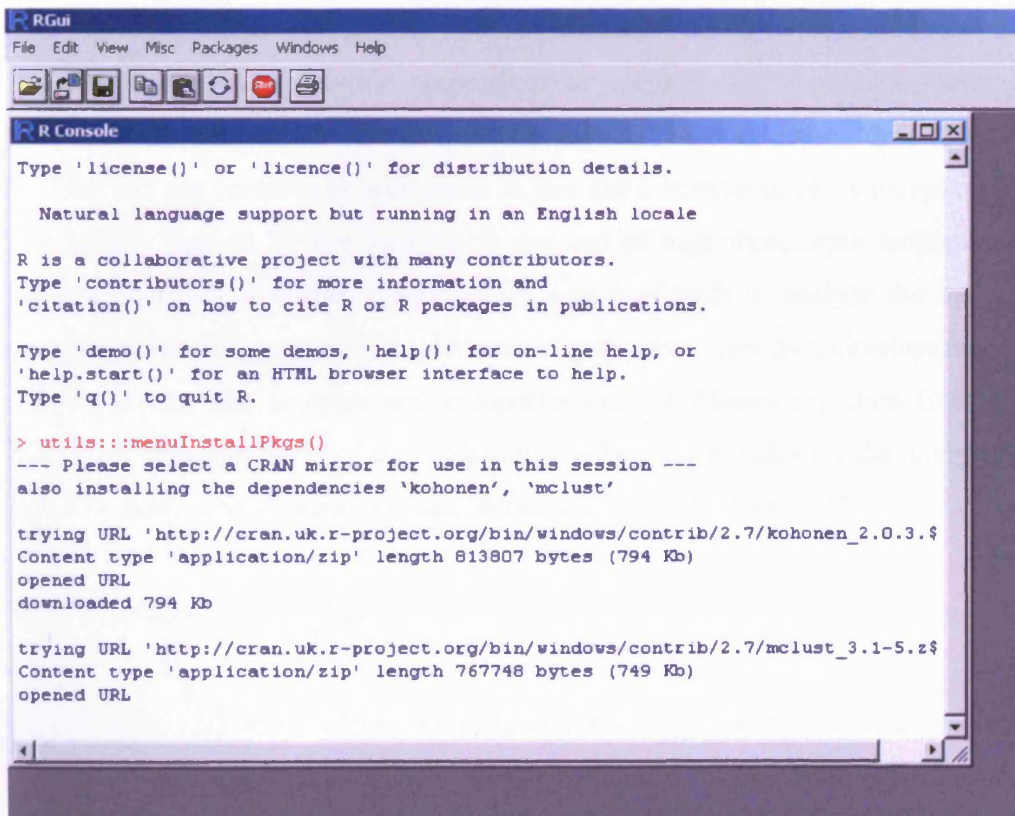 RGui
File Edit View Misc Packages Windows Help
STOP
R Console
Type 'license()' or 'licence()' for distribution details.
Natural language support but running in an English locale
R is a collaborative project with many contributors.
Type 'contributors()' for more information and
'citation()' on how to cite R or R packages in publications.
Type 'demo()' for some demos, 'help()' for on-line help, or
'help.start()' for an HTML browser interface to help.
Type 'q()' to quit R.
> utils:::menuInstallPkgs()
--- Please select a CRAN mirror for use in this session ---
also installing the dependencies ‘kohonen’, ‘mclust’
trying URL 'http://cran.uk.r-project.org/bin/windows/contrib/2.7/kohonen_2.0.3.$
Content type 'application/zip' length 813807 bytes (794 Kb)
opened URL
downloaded 794 Kb
trying URL 'http://cran.uk.r-project.org/bin/windows/contrib/2.7/mclust_3.1-5.z$
Content type 'application/zip' length 767748 bytes (749 Kb)
opened URL